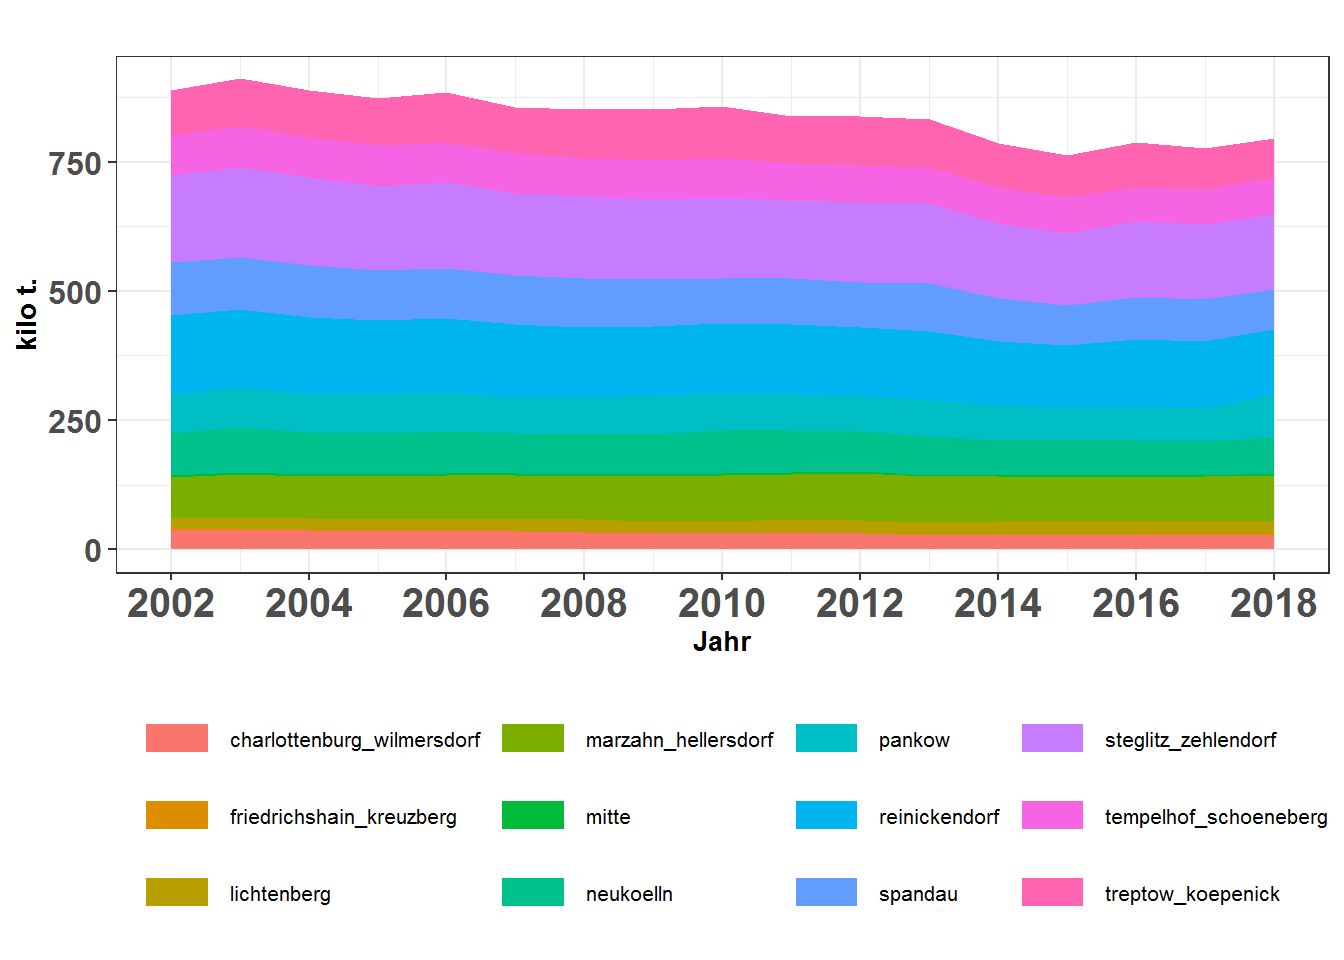 750
500
250
0
kilo t.
2002 2004 2006 2008 2010 2012 2014 2016 2018
Jahr
charlottenburg_wilmersdorf marzahn_hellersdorf pankow steglitz_zehlendorf
friedrichshain_kreuzberg mitte reinickendorf tempelhof_schoeneberg
lichtenberg neukoelln spandau treptow_koepenick